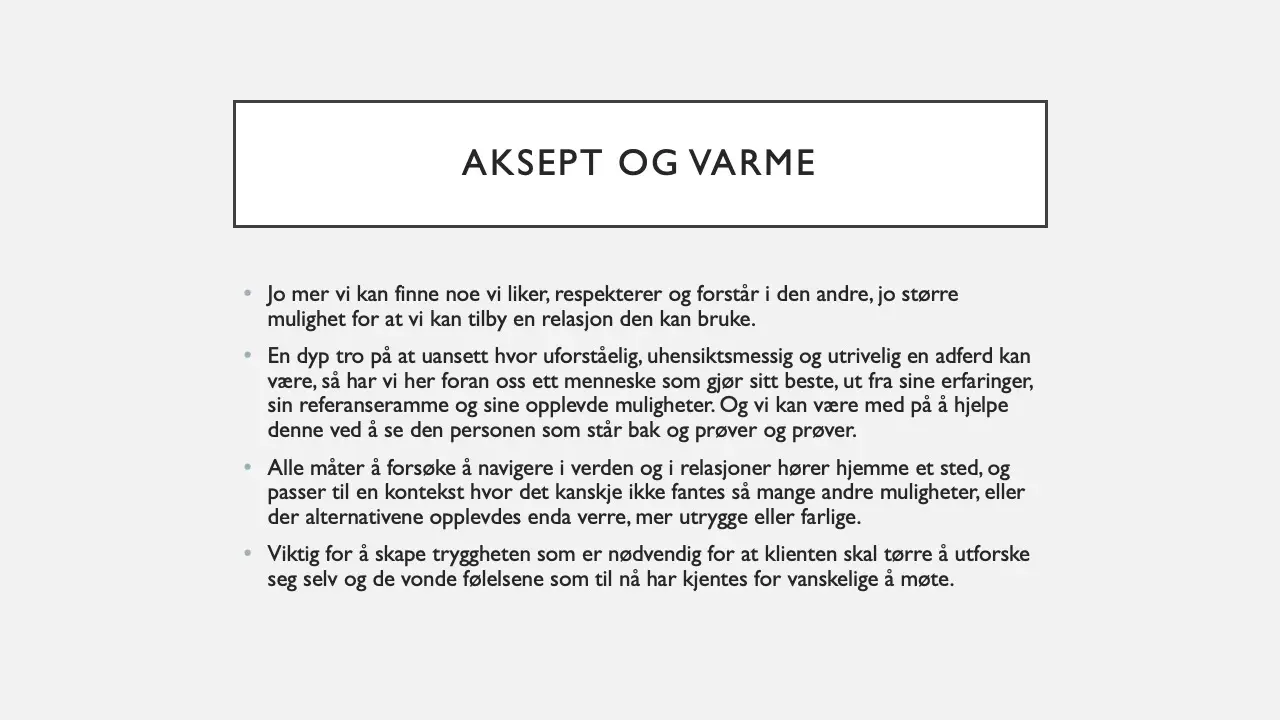 AKSEPT OG VARME
• Jo mer vi kan finne noe vi liker, respekterer og forstår i den andre, jo større
mulighet for at vi kan tilby en relasjon den kan bruke.
• En dyp tro på at uansett hvor uforståelig, uhensiktsmessig og utrivelig en adferd kan
være, så har vi her foran oss ett menneske som gjør sitt beste, ut fra sine erfaringer,
sin referanseramme og sine opplevde muligheter. Og vi kan være med på å hjelpe
denne ved å se den personen som står bak og prøver og prøver.
• Alle måter å forsøke å navigere i verden og i relasjoner hører hjemme et sted, og
passer til en kontekst hvor det kanskje ikke fantes så mange andre muligheter, eller
der alternativene opplevdes enda verre, mer utrygge eller farlige.
• Viktig for å skape tryggheten som er nødvendig for at klienten skal tørre å utforske
seg selv og de vonde følelsene som til nå har kjentes for vanskelige å møte.